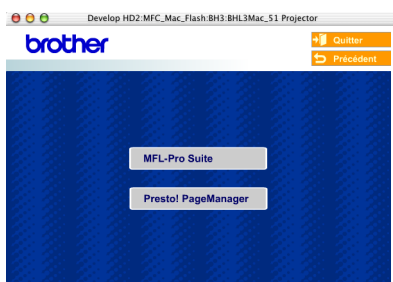 Develop HD2:MFC_Mac_Flash:BH3:BHL3Mac_51 Projector
brother
Quitter
Précédent
MFL-Pro Suite
Presto! PageManager